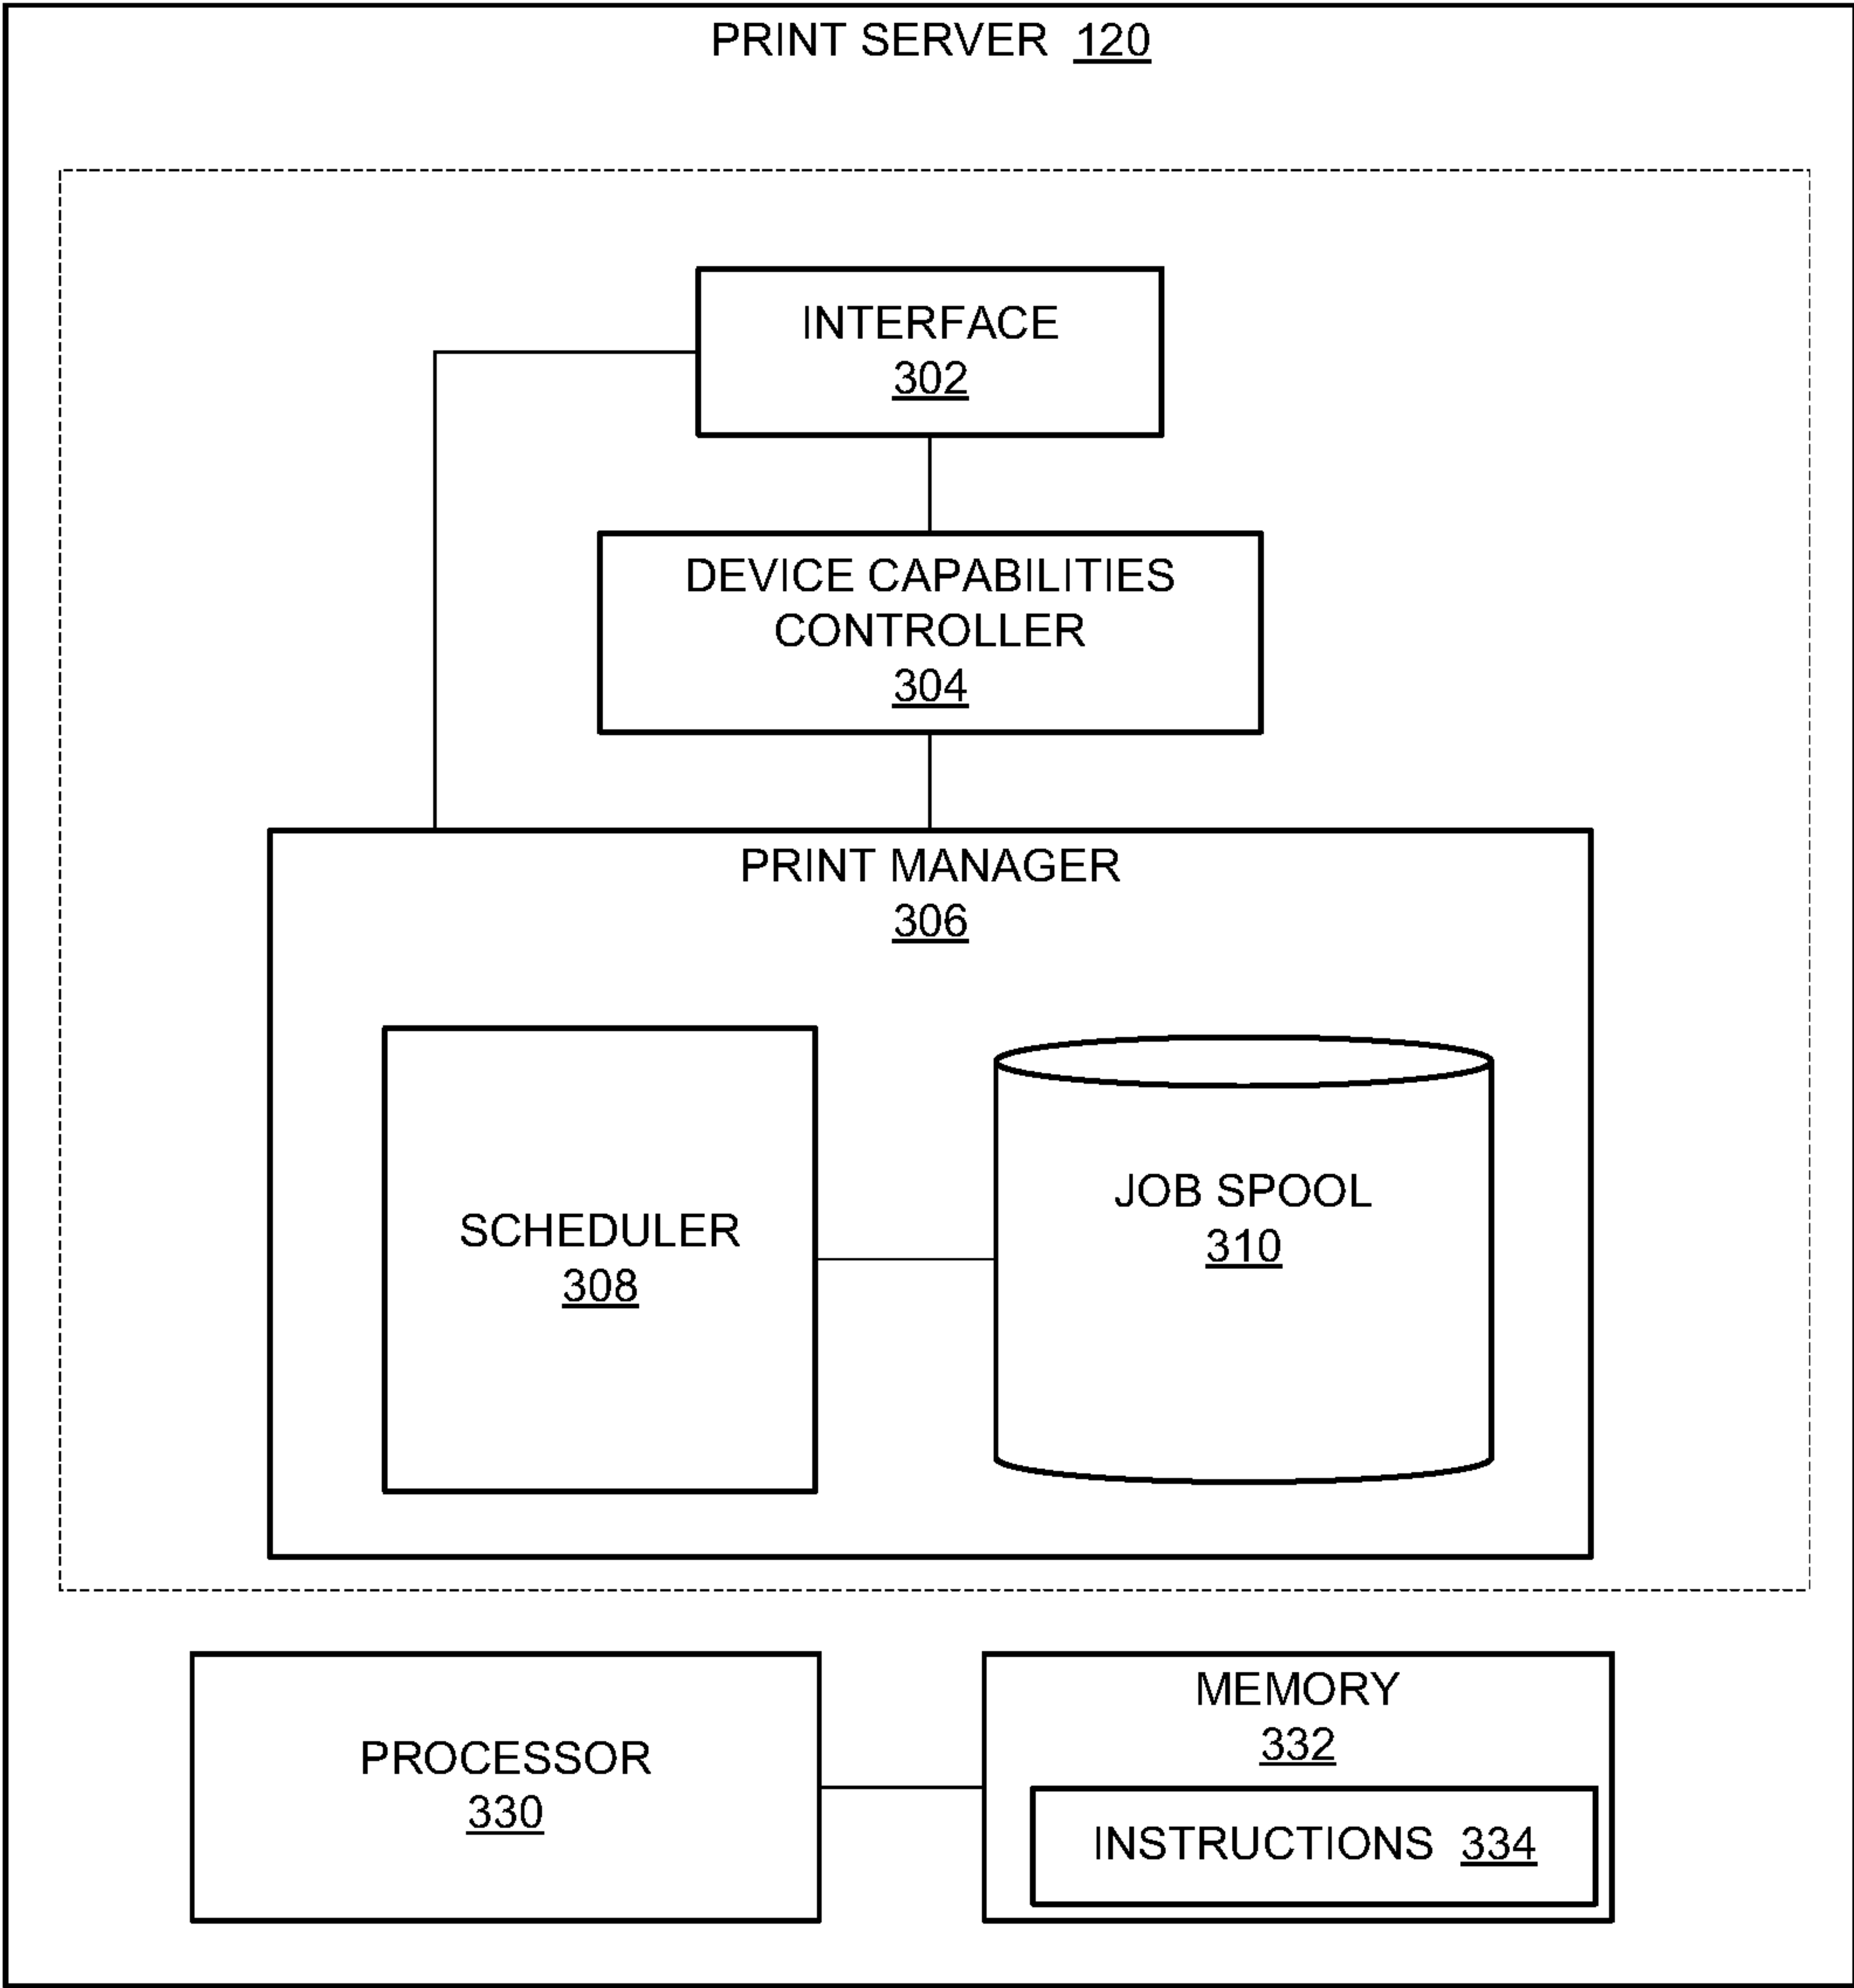 PRINT SERVER 120
INTERFACE
302
DEVICE CAPABILITIES
CONTROLLER
304
PRINT MANAGER
306
SCHEDULER
308
JOB SPOOL
310
PROCESSOR
330
MEMORY
332
INSTRUCTIONS 334